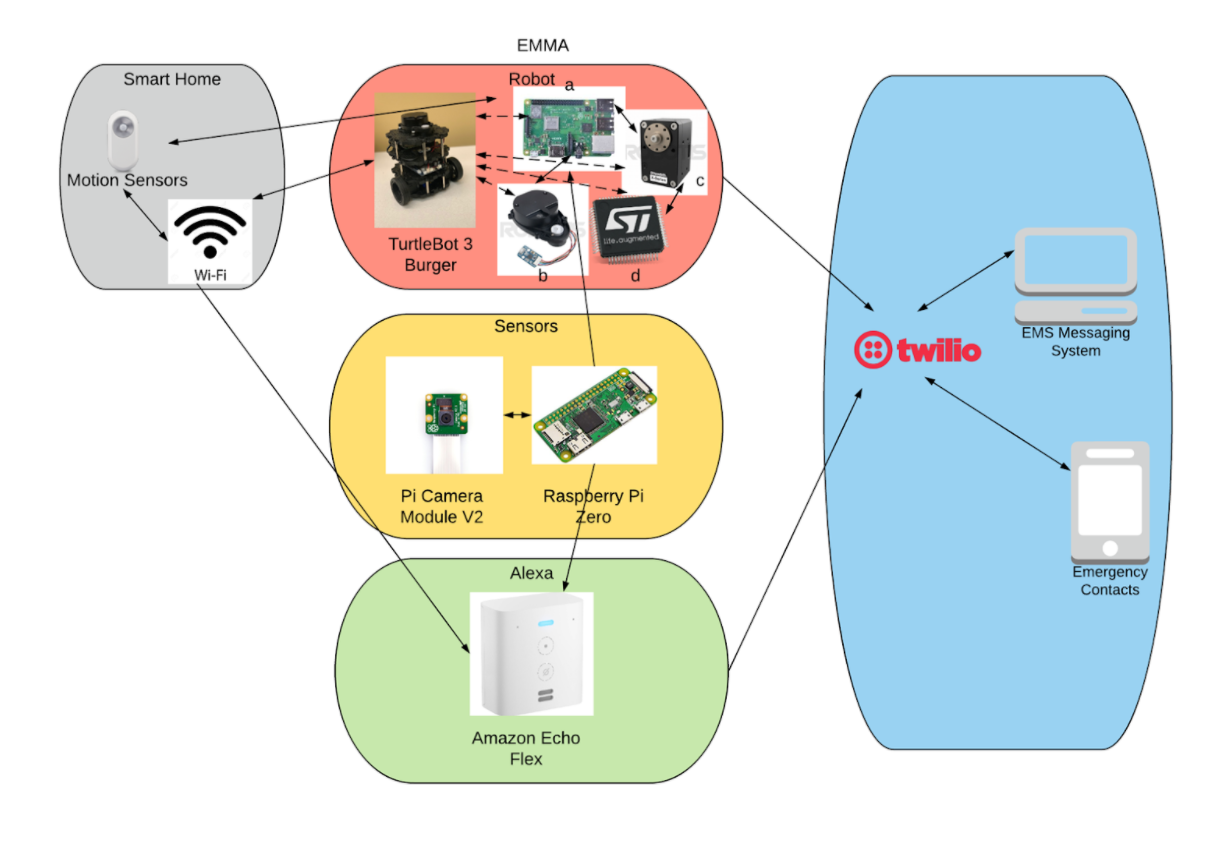 EMMA
Smart Home
Motion Sensors
Wi-Fi
Robot
a
TurtleBot 3
Burger
c
b
ST
life.augmented
d
Sensors
Pi Camera
Module V2
Raspberry Pi
Zero
Alexa
Amazon Echo
Flex
twilio
EMS Messaging
System
Emergency
Contacts